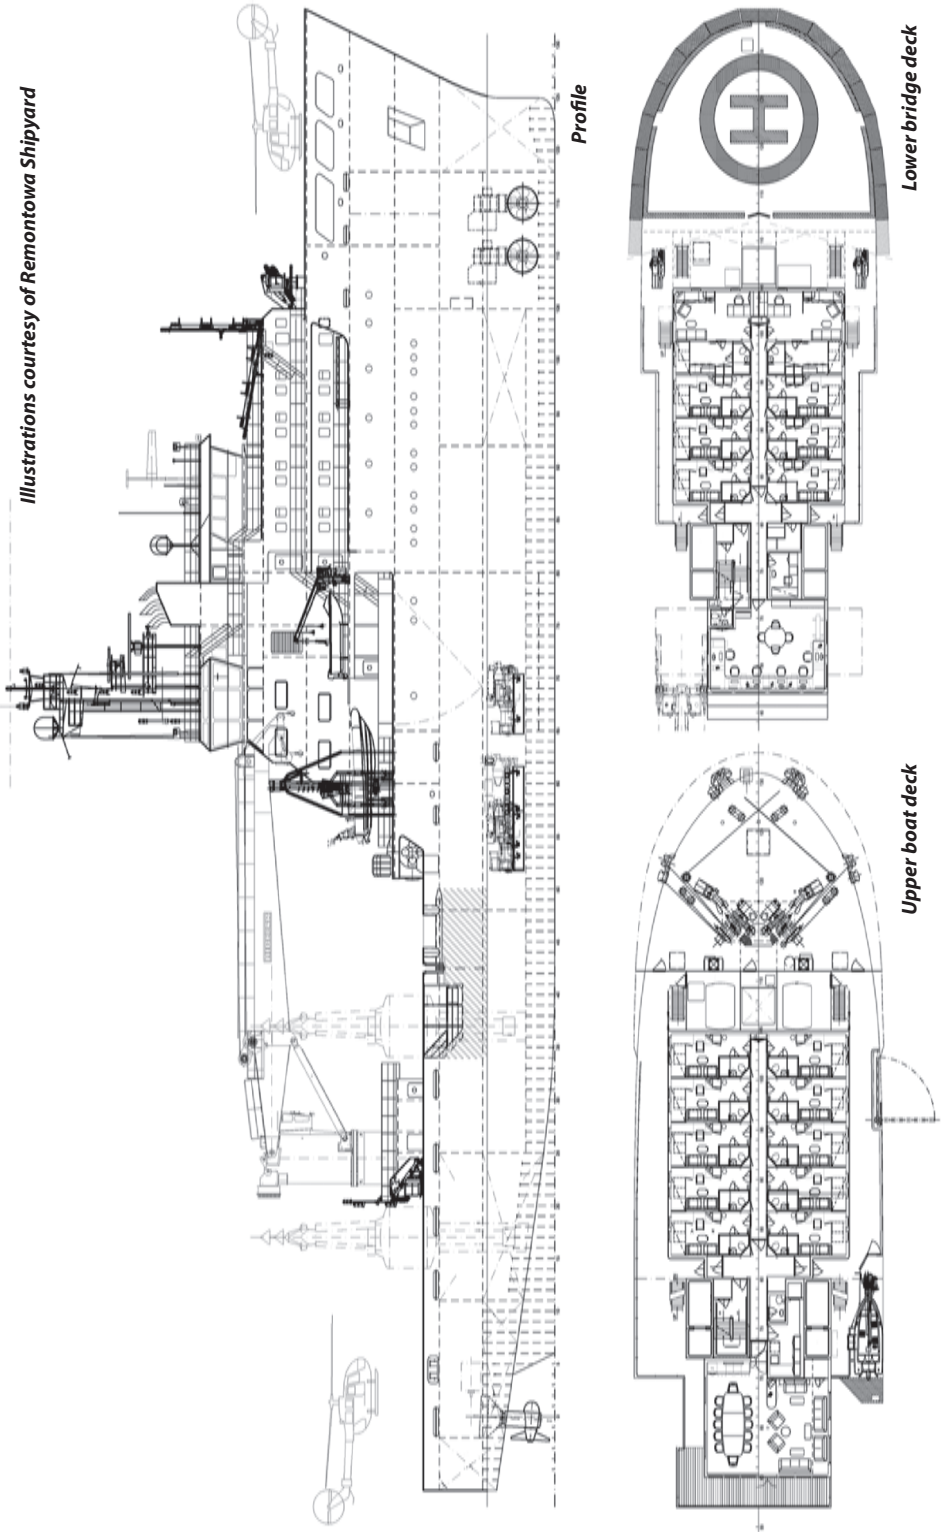 Illustrations courtesy of Remontowa Shipyard
Profile
Lower bridge deck
H
Upper boat deck